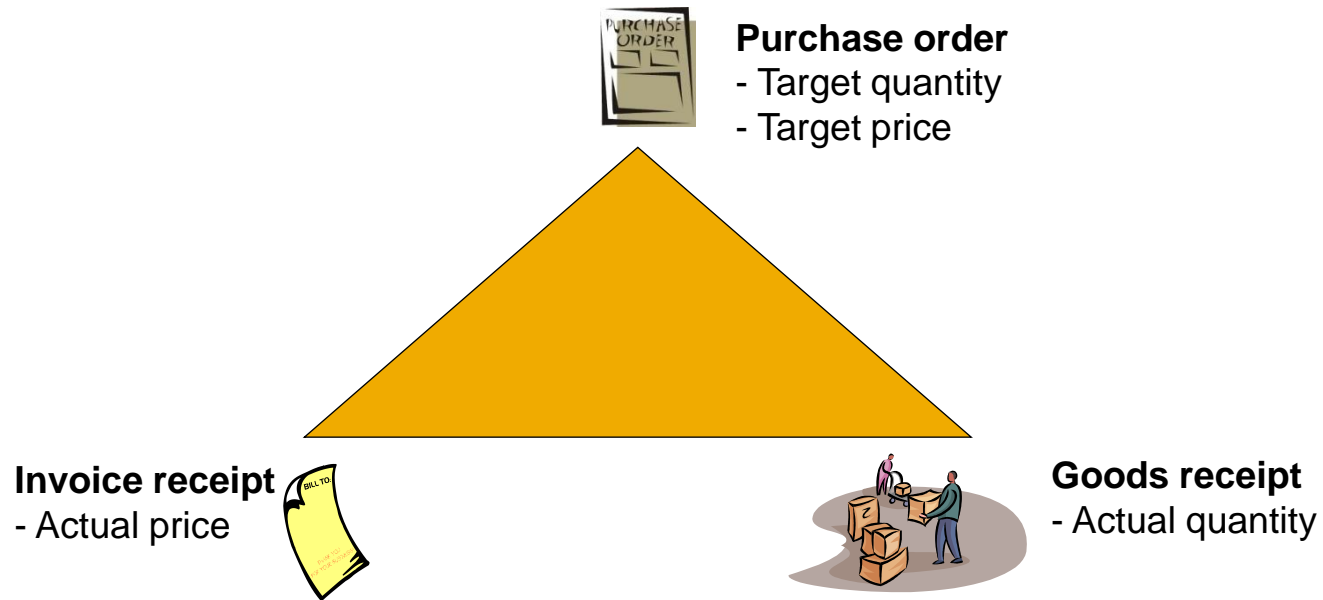 PURCHASE
ORDER
Purchase order
- Target quantity
- Target price
Invoice receipt
- Actual price
BILL TO:
Goods receipt
- Actual quantity